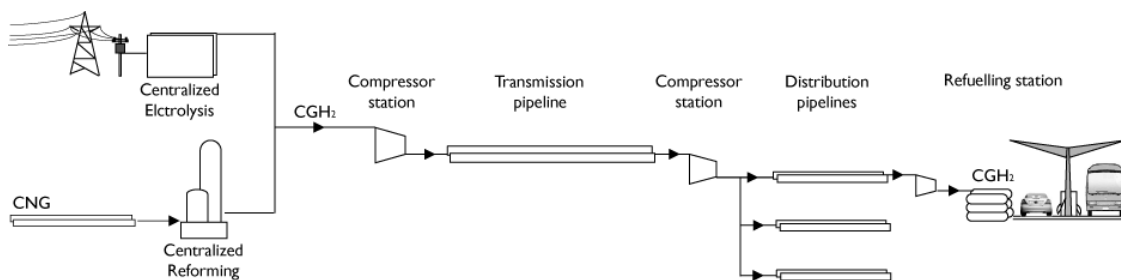 Centralized
Elctrolysis
CNG
Centralized
Reforming
CGH₂
Compressor
station
Transmission
pipeline
Compressor
station
Distribution
pipelines
Refuelling station
CGH₂